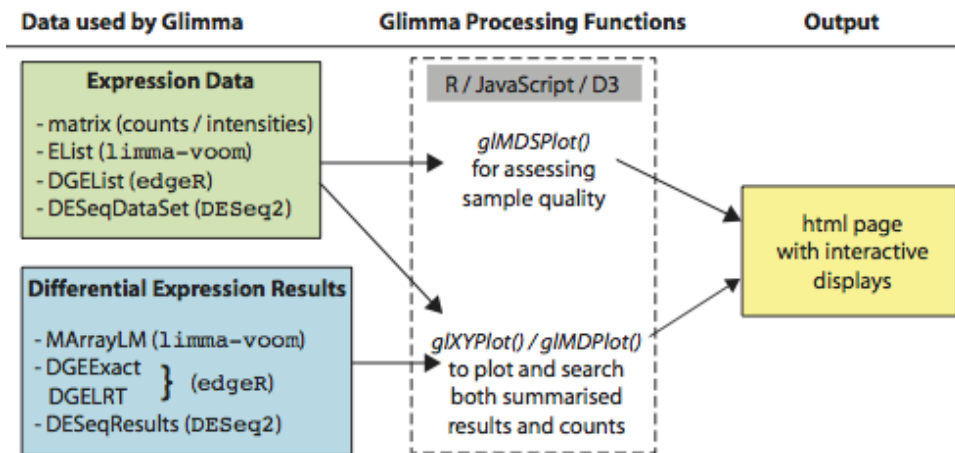 Data used by Glimma
Glimma Processing Functions
Output
Expression Data
- matrix (counts / intensities)
- EList (limma-voom)
- DGEList (edgeR)
- DESeqDataSet (DESeq2)
Differential Expression Results
- MArrayLM (limma-voom)
- DGEExact
DGELRT
} (edgeR)
- DESeqResults (DESeq2)
R / JavaScript / D3
glMDSPlot()
for assessing
sample quality
glXYPlot() / glMDPlot()
to plot and search
both summarised
results and counts
html page
with interactive
displays